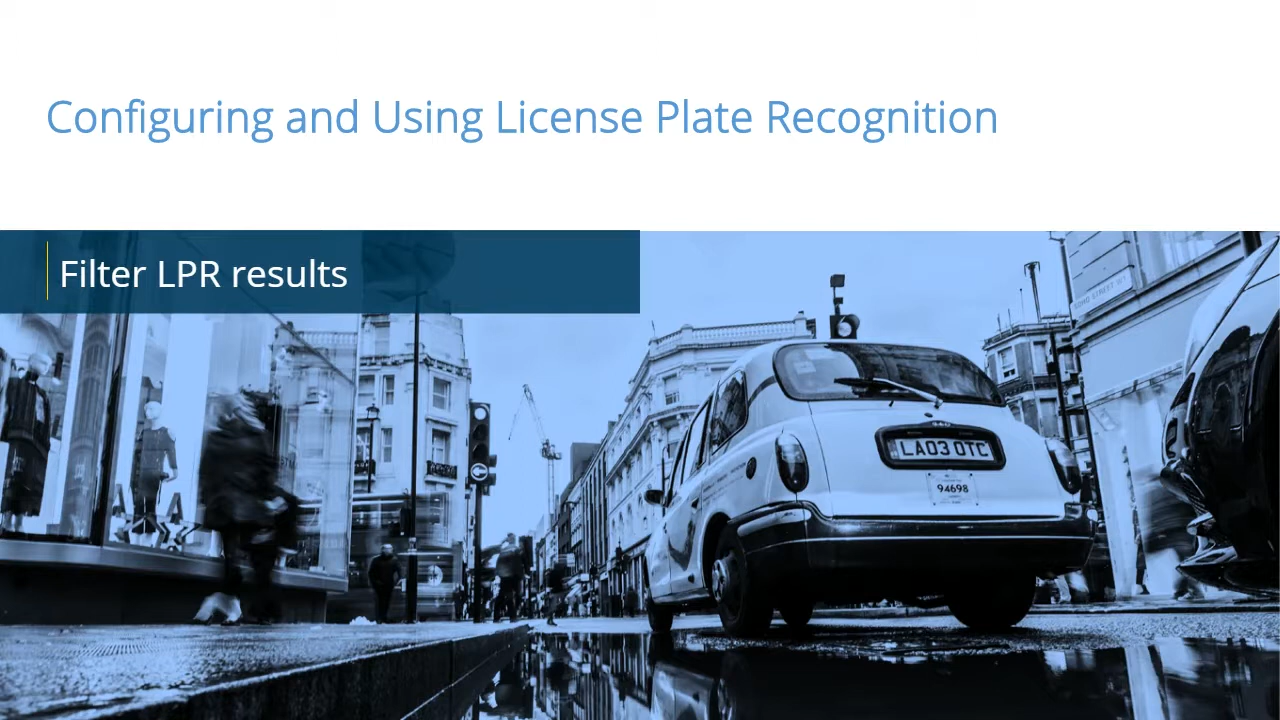 Configuring and Using License Plate Recognition
Filter LPR results
LA03 OTC
94698